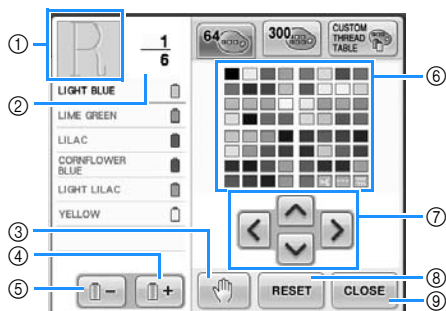 ①
R
1
6
②
LIGHT BLUE
LIME GREEN
LILAC
CORNFLOWER
BLUE
LIGHT LILAC
YELLOW
64
300
CUSTOM
THREAD
TABLE
⑥
⑦
③
④
⑤
−
+
RESET
CLOSE
⑧
⑨